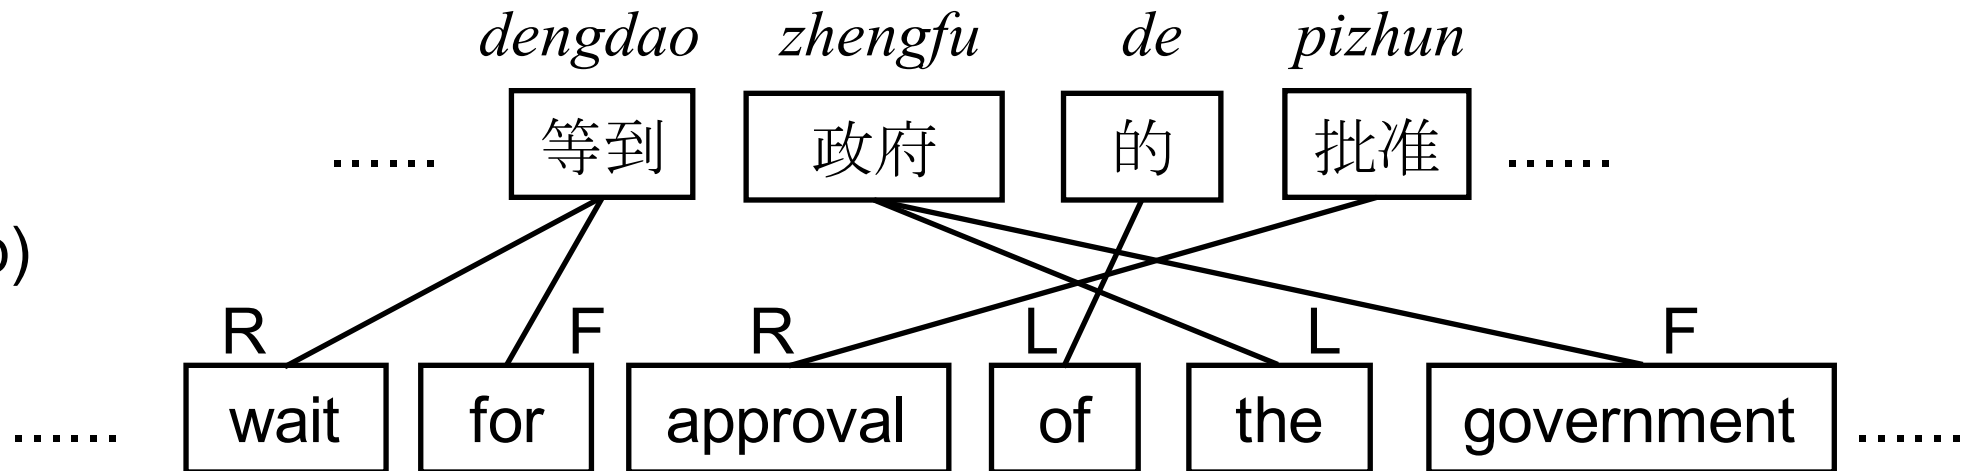 dengdao zhengfu de pizhun
...... 等到 政府 的 批准 ......
)
R F R L L F
...... wait for approval of the government ......